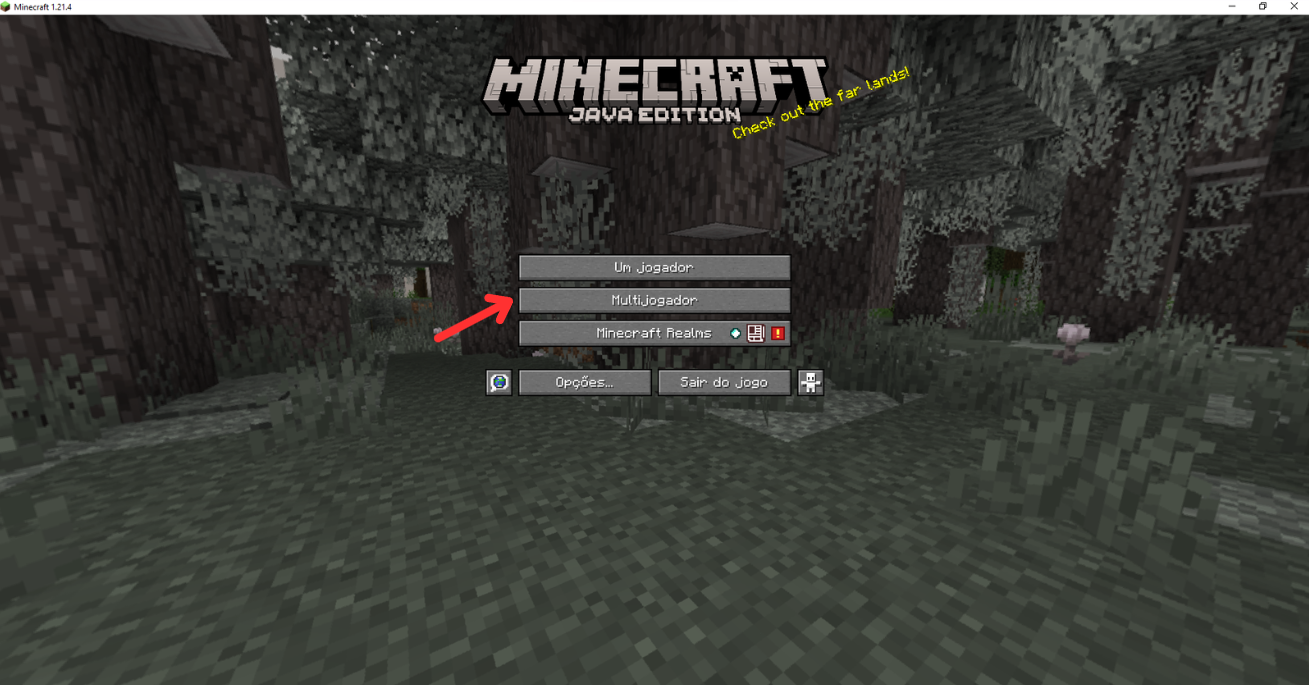 Minecraft 1.21.4
MINECRAFT
JAVA EDITION
Check out the far lands!
Um jogador
Multijogador
Minecraft Realms
Opções...
Sair do jogo